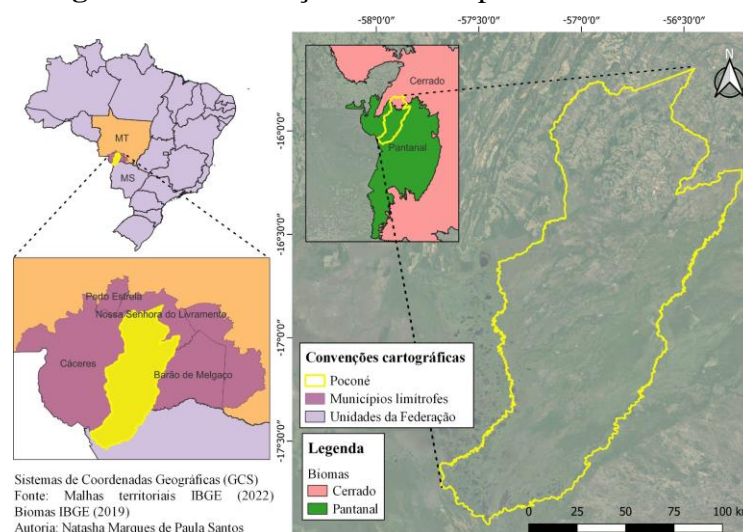 -58°0'0"
-57°30'0"
-57°0'0"
-56°30'0"
MT
MS
Cerrado
Pantanal
N
-16°0'0"
-16°30'0"
-17°0'0"
-17°30'0"
Porto Estrela
Nossa Senhora do Livramento
Cáceres
Barão de Melgaço
Convenções cartográficas
Poconé
Municípios limítrofes
Unidades da Federação
Legenda
Biomas
Cerrado
Pantanal
Sistemas de Coordenadas Geográficas (GCS)
Fonte: Malhas territoriais IBGE (2022)
Biomas IBGE (2019)
Autoria: Natasha Marques de Paula Santos
0 25 50 75 100 km